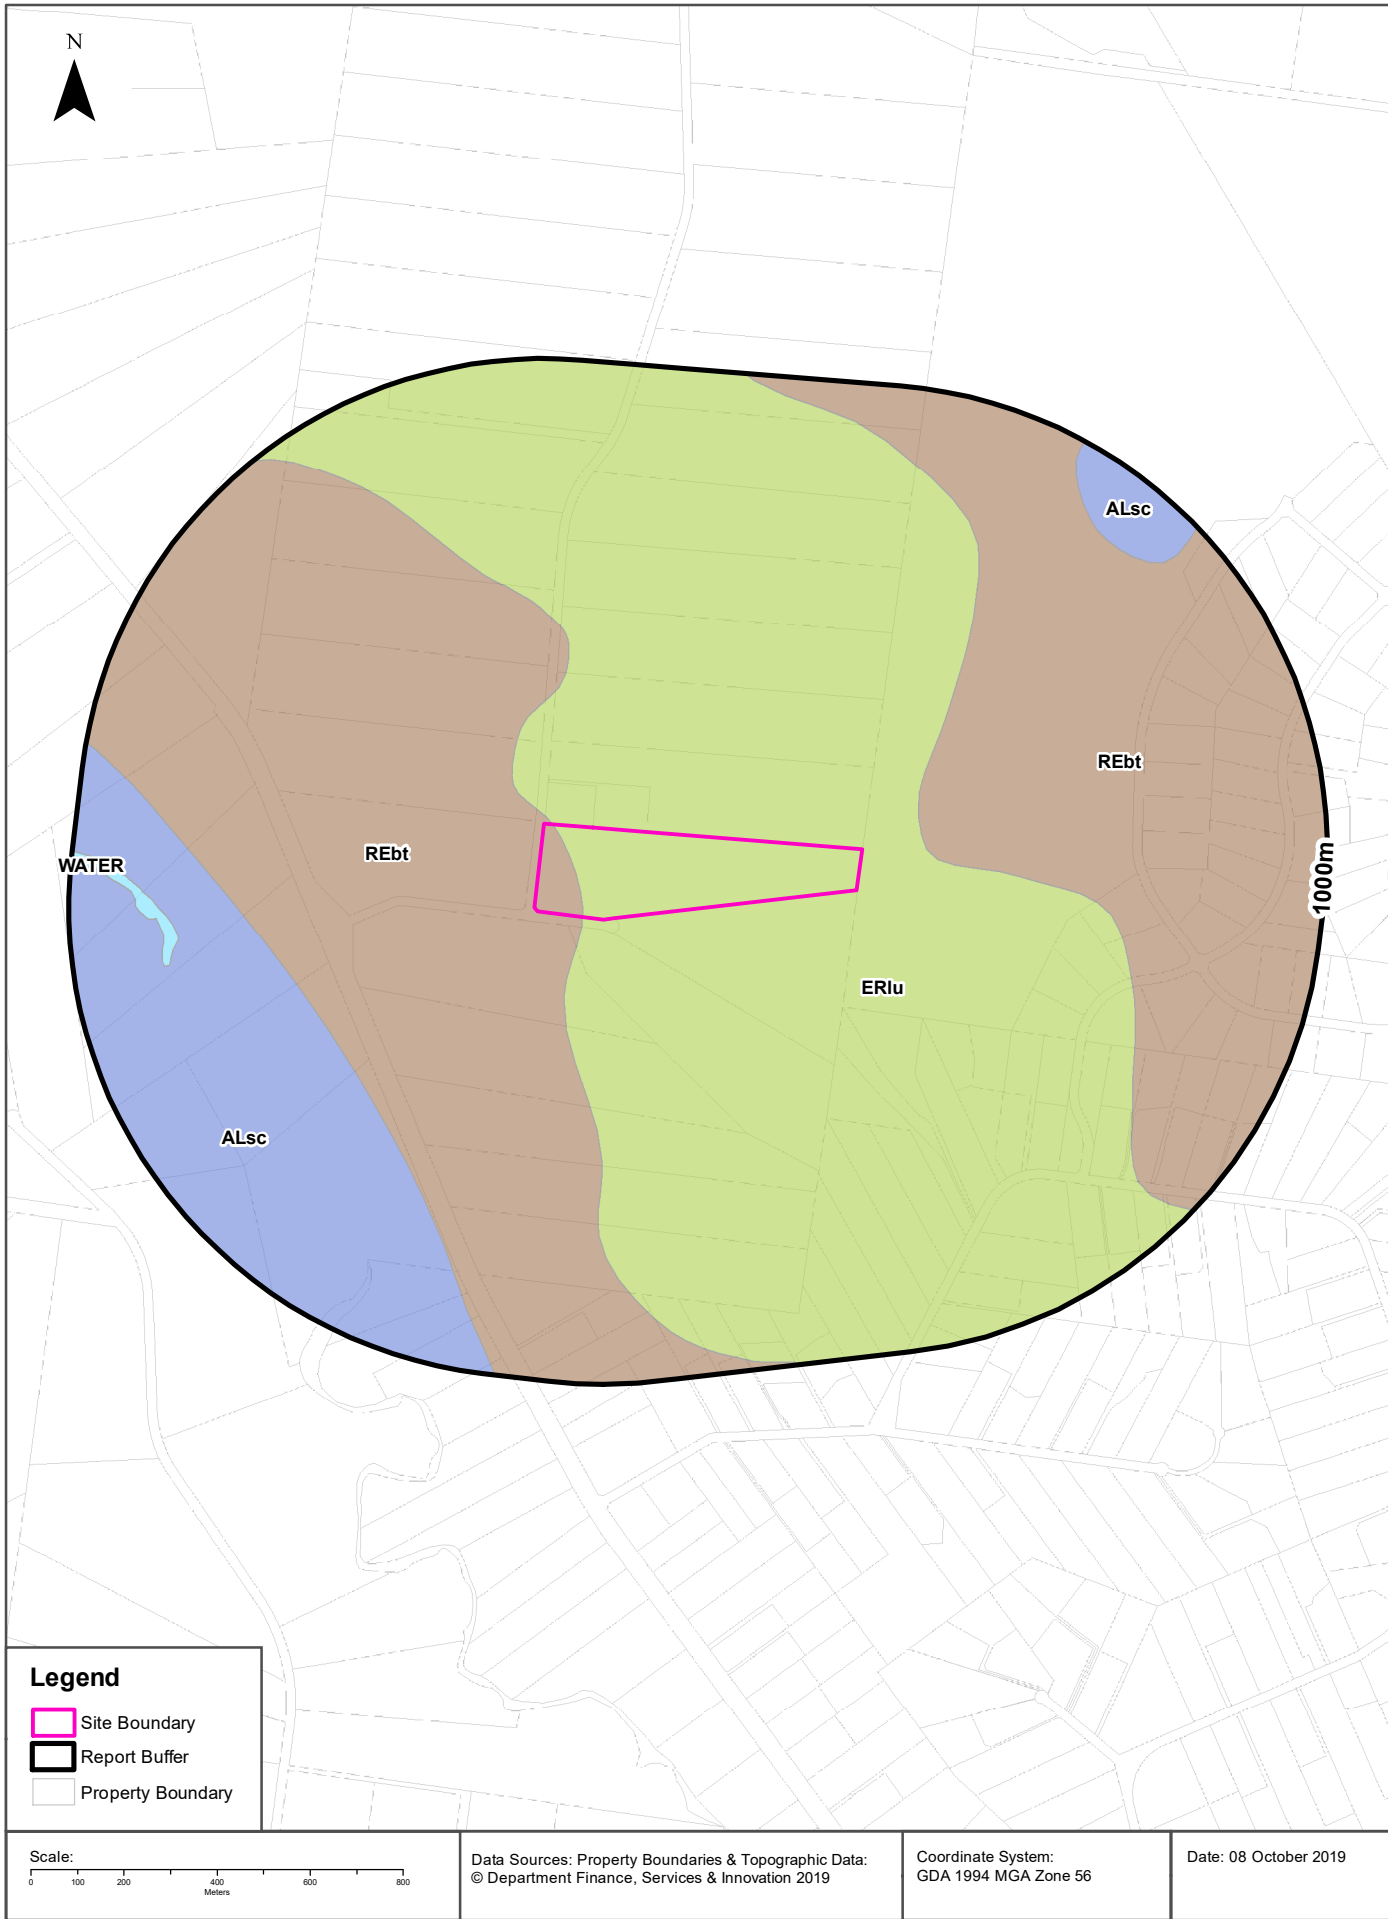 N
ALsc
REbt
REbt
WATER
1000m
ERlu
ALsc
Legend
Site Boundary
Report Buffer
Property Boundary
Scale:
0 100 200 400 600 800
Meters
Data Sources: Property Boundaries & Topographic Data:
© Department Finance, Services & Innovation 2019
Coordinate System:
GDA 1994 MGA Zone 56
Date: 08 October 2019